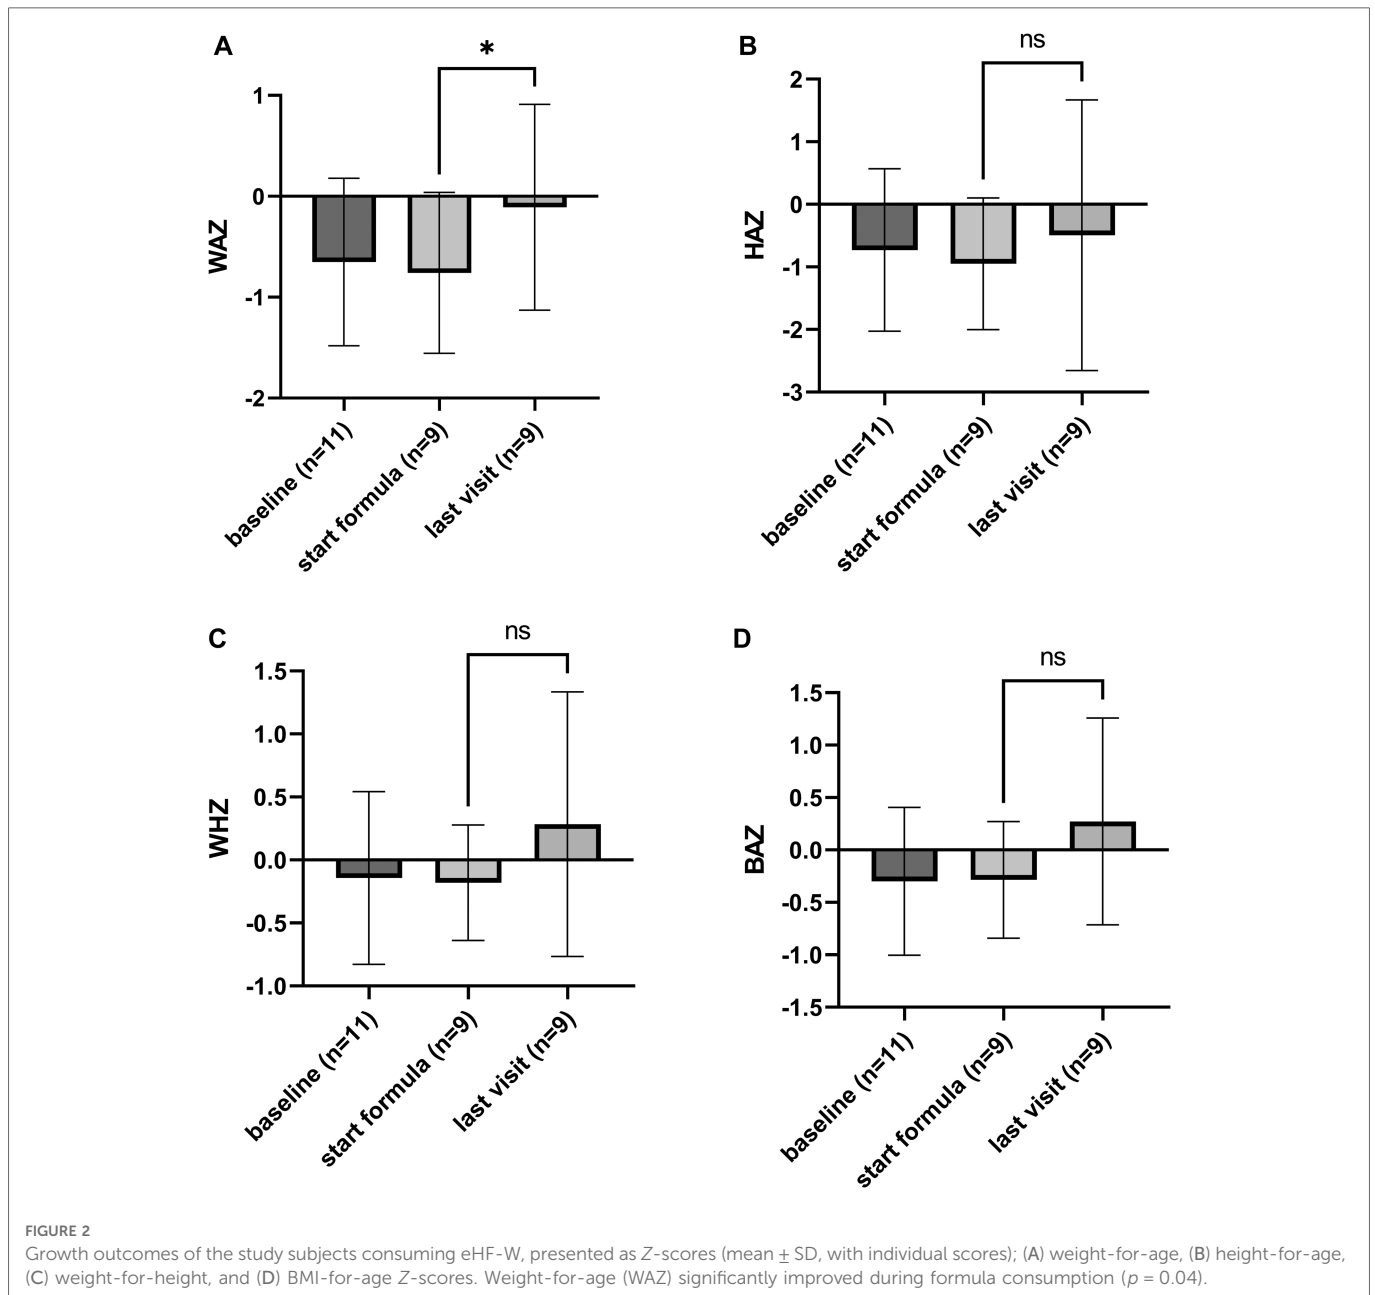 A
*
1
0
-1
-2
WAZ
baseline (n=11)
start formula (n=9)
last visit (n=9)
B
ns
2
1
0
-1
-2
-3
HAZ
baseline (n=11)
start formula (n=9)
last visit (n=9)
C
ns
1.5
1.0
0.5
0.0
-0.5
-1.0
WHZ
baseline (n=11)
start formula (n=9)
last visit (n=9)
D
ns
1.5
1.0
0.5
0.0
-0.5
-1.0
-1.5
BAZ
baseline (n=11)
start formula (n=9)
last visit (n=9)
FIGURE 2
Growth outcomes of the study subjects consuming eHF-W, presented as Z-scores (mean ± SD, with individual scores); (A) weight-for-age, (B) height-for-age,
(C) weight-for-height, and (D) BMI-for-age Z-scores. Weight-for-age (WAZ) significantly improved during formula consumption (p = 0.04).